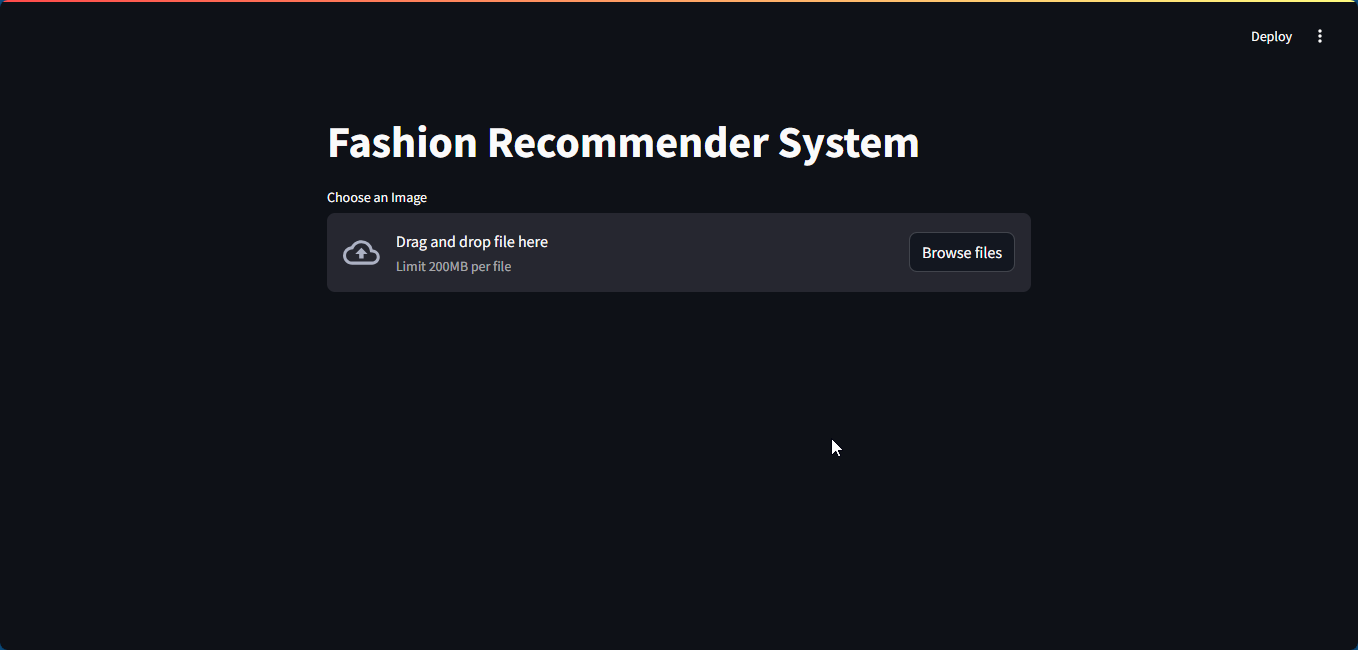 Deploy
Fashion Recommender System
Choose an Image
Drag and drop file here
Limit 200MB per file
Browse files